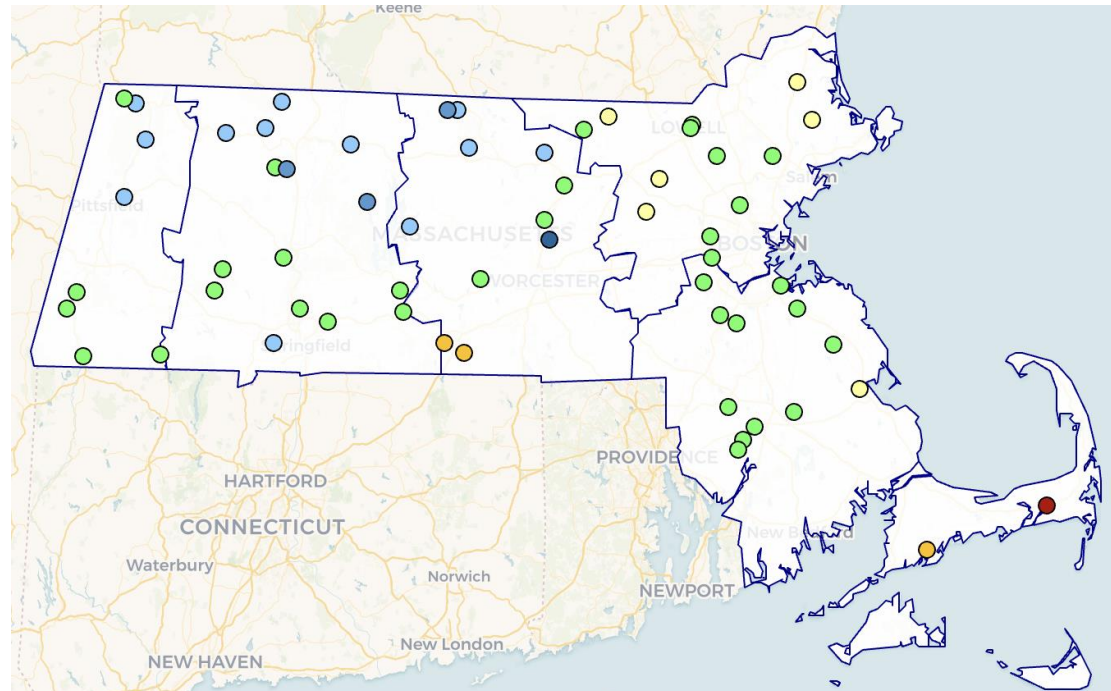 Keene
LOWELL
Salem
Pittsfield
MASSACHUSETTS
BOSTON
WORCESTER
Springfield
PROVIDENCE
HARTFORD
CONNECTICUT
New Bedford
Waterbury
Norwich
NEWPORT
New London
NEW HAVEN